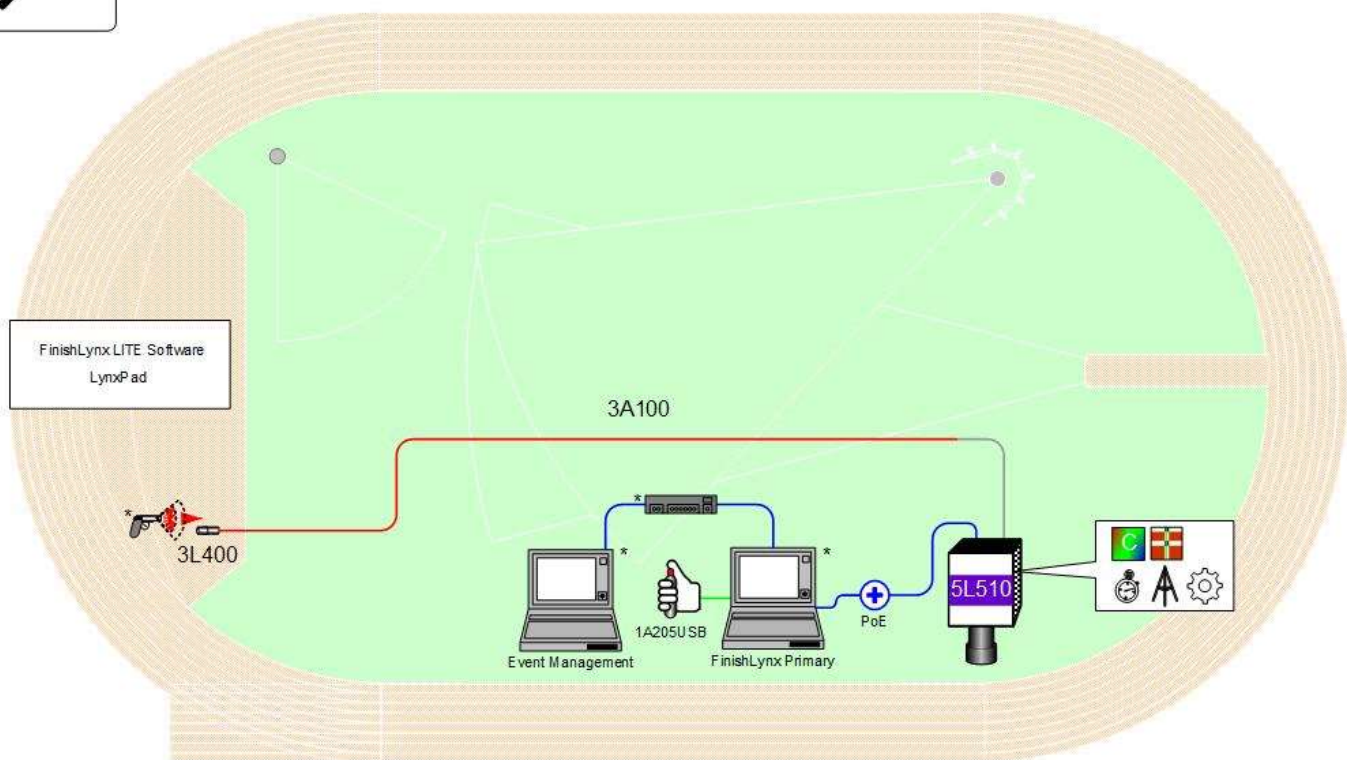 FinishLynx LITE Software
LynxPad
3A100
*
*
3L400
*
*
C
5L510
1A205USB
PoE
Event Management
FinishLynx Primary